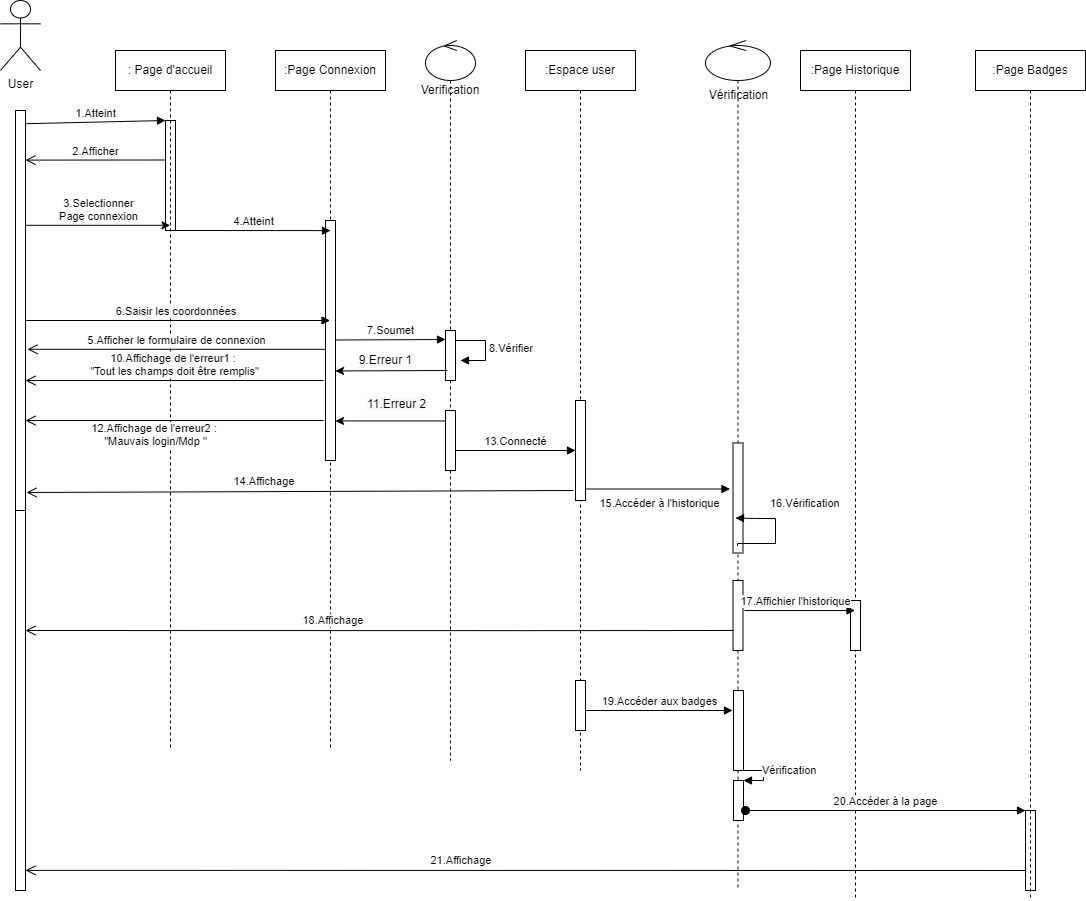 User
: Page d'accueil
:Page Connexion
Verification
:Espace user
Vérification
:Page Historique
:Page Badges
1.Atteint
2.Afficher
3.Selectionner
Page connexion
4.Atteint
6.Saisir les coordonnées
7.Soumet
5.Afficher le formulaire de connexion
8.Vérifier
10.Affichage de l'erreur1 :
"Tout les champs doit être remplis"
9.Erreur 1
11.Erreur 2
12.Affichage de l'erreur2 :
"Mauvais login/Mdp "
13.Connecté
14.Affichage
15.Accéder à l'historique
16.Vérification
17.Affichier l'historique
18.Affichage
19.Accéder aux badges
Vérification
20.Accéder à la page
21.Affichage